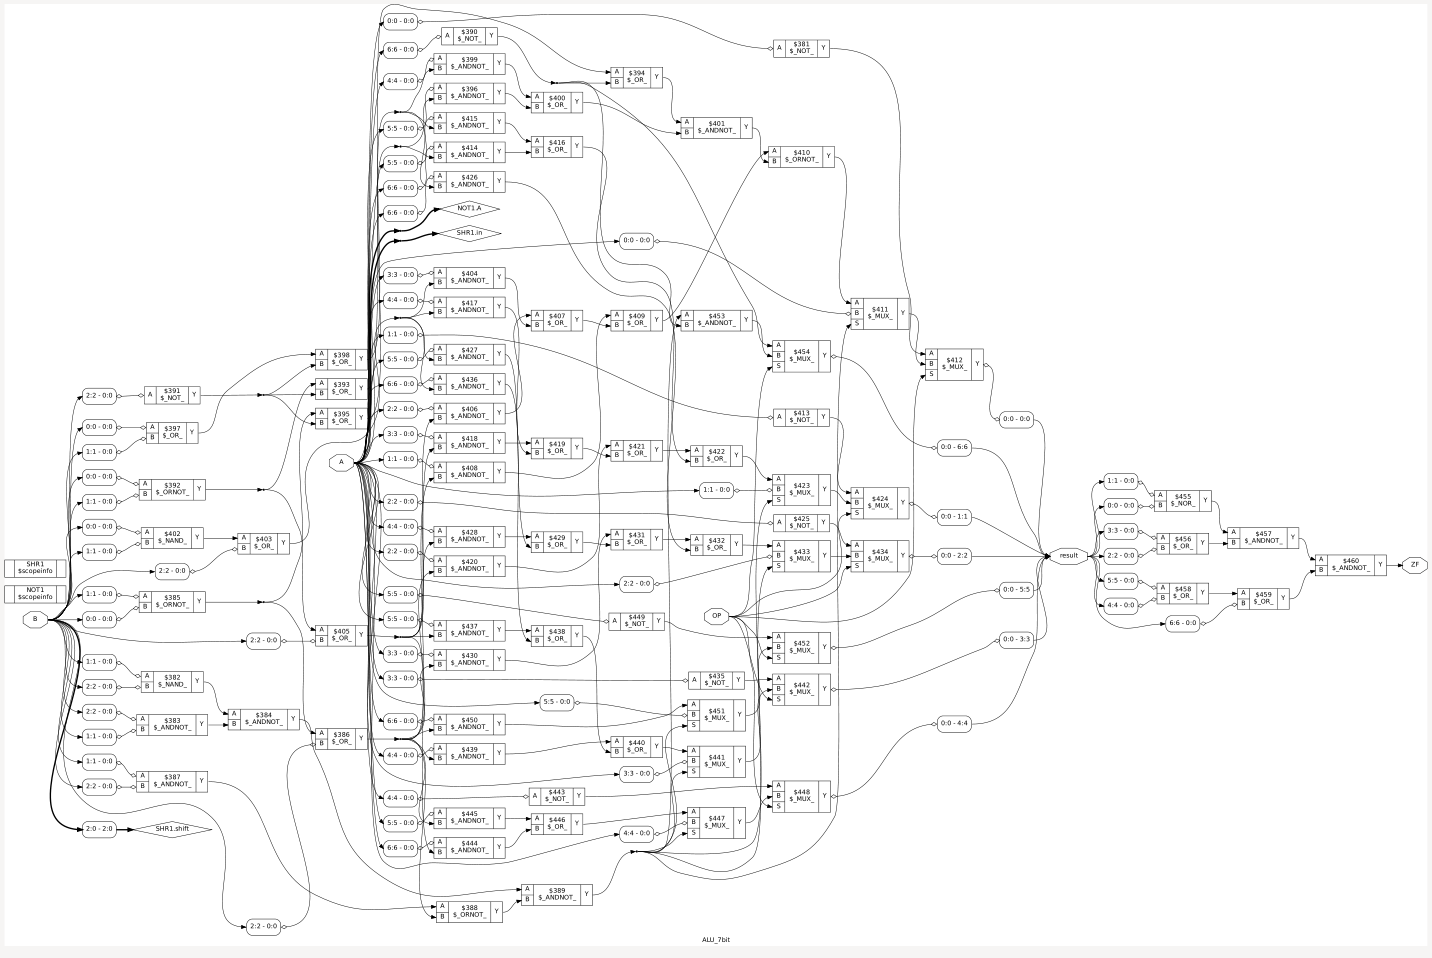 0:0 - 0:0
A $381 $_NOT_ Y
A $390 $_NOT_ Y
6:6 - 0:0
A B $399 $_ANDNOT_ Y
A B $394 $_OR_ Y
4:4 - 0:0
A B $396 $_ANDNOT_ Y
A B $400 $_OR_ Y
A B $415 $_ANDNOT_ Y
5:5 - 0:0
A B $401 $_ANDNOT_ Y
A B $416 $_OR_ Y
A B $414 $_ANDNOT_ Y
A B $410 $_ORNOT_ Y
5:5 - 0:0
A B $426 $_ANDNOT_ Y
6:6 - 0:0
NOT1.A
6:6 - 0:0
SHR1.in
0:0 - 0:0
3:3 - 0:0
A B $404 $_ANDNOT_ Y
4:4 - 0:0
A B $417 $_ANDNOT_ Y
A B S $411 $_MUX_ Y
A B $407 $_OR_ Y
A B $409 $_OR_ Y
A B $453 $_ANDNOT_ Y
1:1 - 0:0
A B $398 $_OR_ Y
5:5 - 0:0
A B $427 $_ANDNOT_ Y
A B S $454 $_MUX_ Y
A B S $412 $_MUX_ Y
6:6 - 0:0
A B $436 $_ANDNOT_ Y
2:2 - 0:0
A $391 $_NOT_ Y
A B $393 $_OR_ Y
2:2 - 0:0
A B $406 $_ANDNOT_ Y
A B $395 $_OR_ Y
A $413 $_NOT_ Y
0:0 - 0:0
0:0 - 0:0
1:1 - 0:0
A B $397 $_OR_ Y
3:3 - 0:0
A B $418 $_ANDNOT_ Y
A B $419 $_OR_ Y
A B $421 $_OR_ Y
A B $422 $_OR_ Y
0:0 - 6:6
A
1:1 - 0:0
A B $408 $_ANDNOT_ Y
0:0 - 0:0
1:1 - 0:0
A B $392 $_ORNOT_ Y
1:1 - 0:0
A B S $423 $_MUX_ Y
1:1 - 0:0
0:0 - 0:0
A B $455 $_NOR_ Y
2:2 - 0:0
A B S $424 $_MUX_ Y
0:0 - 1:1
0:0 - 0:0
1:1 - 0:0
A B $402 $_NAND_ Y
A B $403 $_OR_ Y
4:4 - 0:0
A B $428 $_ANDNOT_ Y
A B $429 $_OR_ Y
A B $431 $_OR_ Y
A B $432 $_OR_ Y
A $425 $_NOT_ Y
3:3 - 0:0
2:2 - 0:0
A B $456 $_OR_ Y
A B $457 $_ANDNOT_ Y
2:2 - 0:0
2:2 - 0:0
A B $420 $_ANDNOT_ Y
A B S $433 $_MUX_ Y
A B S $434 $_MUX_ Y
0:0 - 2:2
result
A B $460 $_ANDNOT_ Y
ZF
SHR1 $scopeinfo
NOT1 $scopeinfo
2:2 - 0:0
1:1 - 0:0
0:0 - 0:0
A B $385 $_ORNOT_ Y
5:5 - 0:0
0:0 - 5:5
5:5 - 0:0
4:4 - 0:0
A B $458 $_OR_ Y
A B $459 $_OR_ Y
B
5:5 - 0:0
A $449 $_NOT_ Y
OP
6:6 - 0:0
2:2 - 0:0
A B $405 $_OR_ Y
A B $437 $_ANDNOT_ Y
A B $438 $_OR_ Y
A B S $452 $_MUX_ Y
0:0 - 3:3
1:1 - 0:0
2:2 - 0:0
A B $382 $_NAND_ Y
3:3 - 0:0
A B $430 $_ANDNOT_ Y
3:3 - 0:0
A $435 $_NOT_ Y
A B S $442 $_MUX_ Y
2:2 - 0:0
1:1 - 0:0
A B $383 $_ANDNOT_ Y
A B $384 $_ANDNOT_ Y
5:5 - 0:0
6:6 - 0:0
A B $450 $_ANDNOT_ Y
A B S $451 $_MUX_ Y
0:0 - 4:4
A B $386 $_OR_ Y
4:4 - 0:0
A B $439 $_ANDNOT_ Y
A B $440 $_OR_ Y
A B S $441 $_MUX_ Y
1:1 - 0:0
2:2 - 0:0
A B $387 $_ANDNOT_ Y
3:3 - 0:0
4:4 - 0:0
A $443 $_NOT_ Y
A B S $448 $_MUX_ Y
2:0 - 2:0
SHR1.shift
5:5 - 0:0
A B $445 $_ANDNOT_ Y
A B $446 $_OR_ Y
4:4 - 0:0
A B S $447 $_MUX_ Y
6:6 - 0:0
A B $444 $_ANDNOT_ Y
A B $389 $_ANDNOT_ Y
A B $388 $_ORNOT_ Y
2:2 - 0:0
ALU_7bit